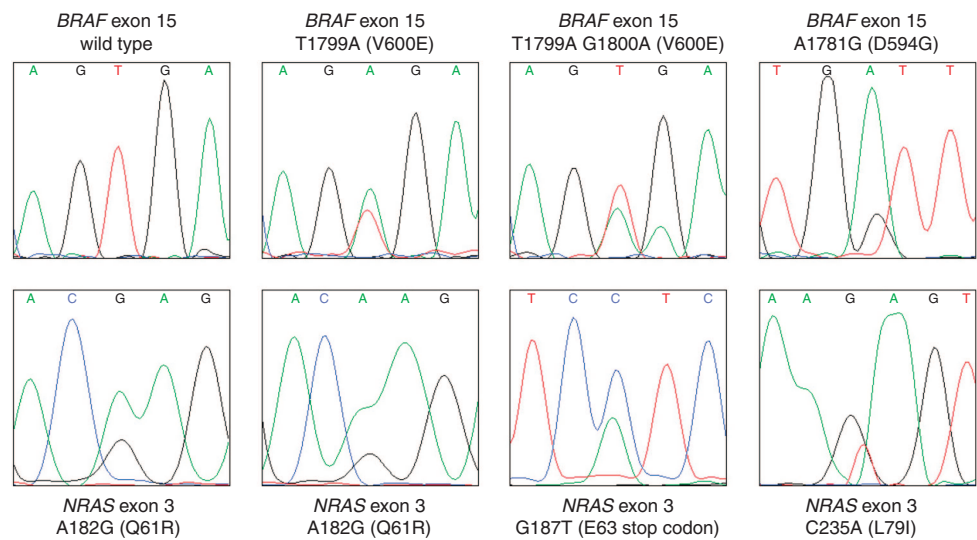 BRAF exon 15
wild type
BRAF exon 15
T1799A (V600E)
BRAF exon 15
T1799A G1800A (V600E)
BRAF exon 15
A1781G (D594G)
A G T G A
A G A G A
A G T G A
T G A T T
A C G A G
A C A A G
T C C T C
A A G A G T
NRAS exon 3
A182G (Q61R)
NRAS exon 3
A182G (Q61R)
NRAS exon 3
G187T (E63 stop codon)
NRAS exon 3
C235A (L79I)